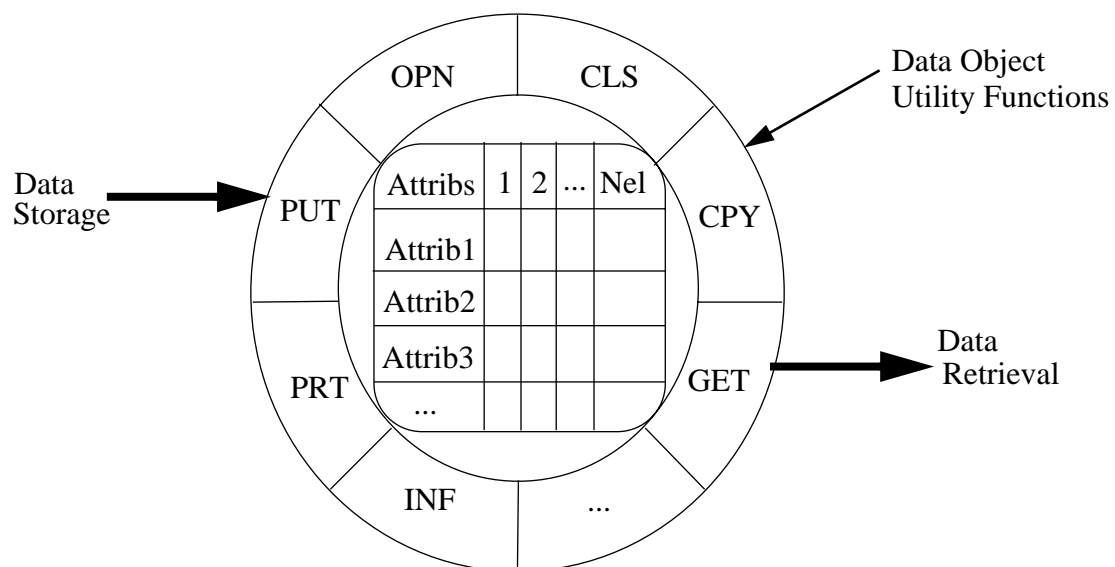 OPN CLS
Data Object
Utility Functions
Data
Storage
PUT
CPY
Attribs 1 2 ... Nel
Attrib1
Attrib2
Attrib3
...
PRT
GET
Data
Retrieval
INF
...